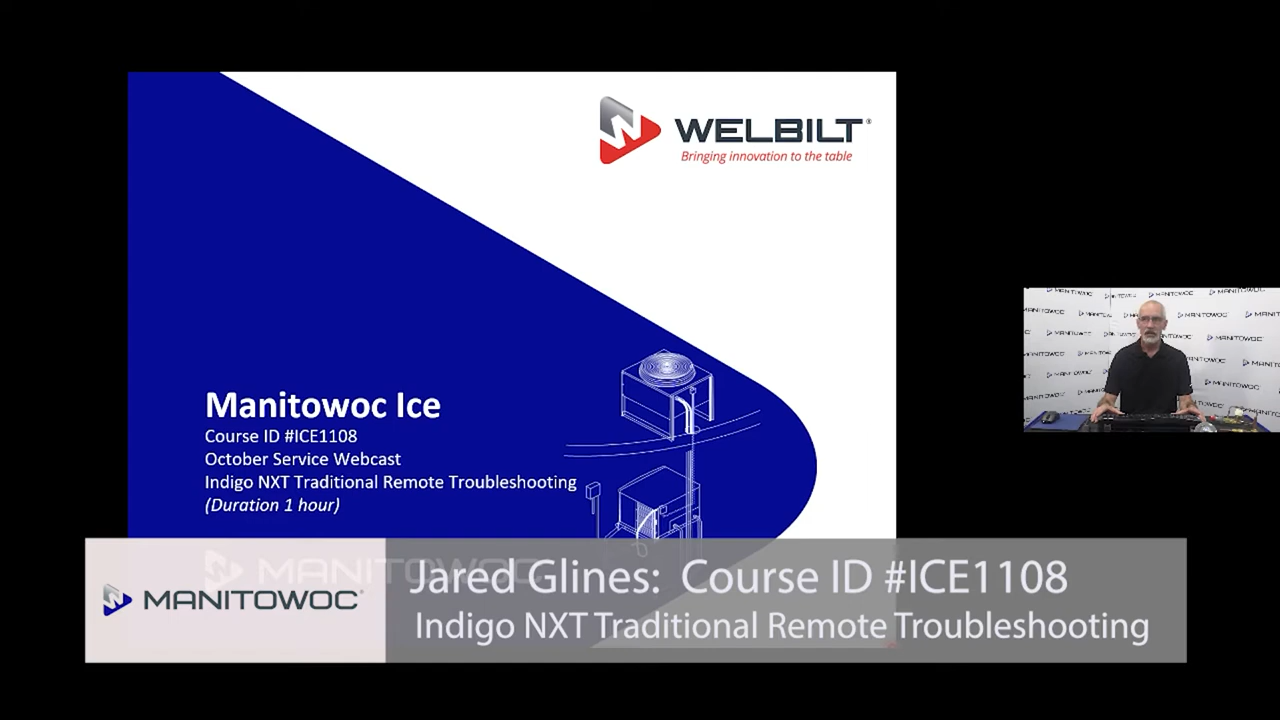 WELBILT®
Bringing innovation to the table
Manitowoc Ice
Course ID #ICE1108
October Service Webcast
Indigo NXT Traditional Remote Troubleshooting
(Duration 1 hour)
MANITOWOC
MANITOWOC®
Jared Glines: Course ID #ICE1108
Indigo NXT Traditional Remote Troubleshooting